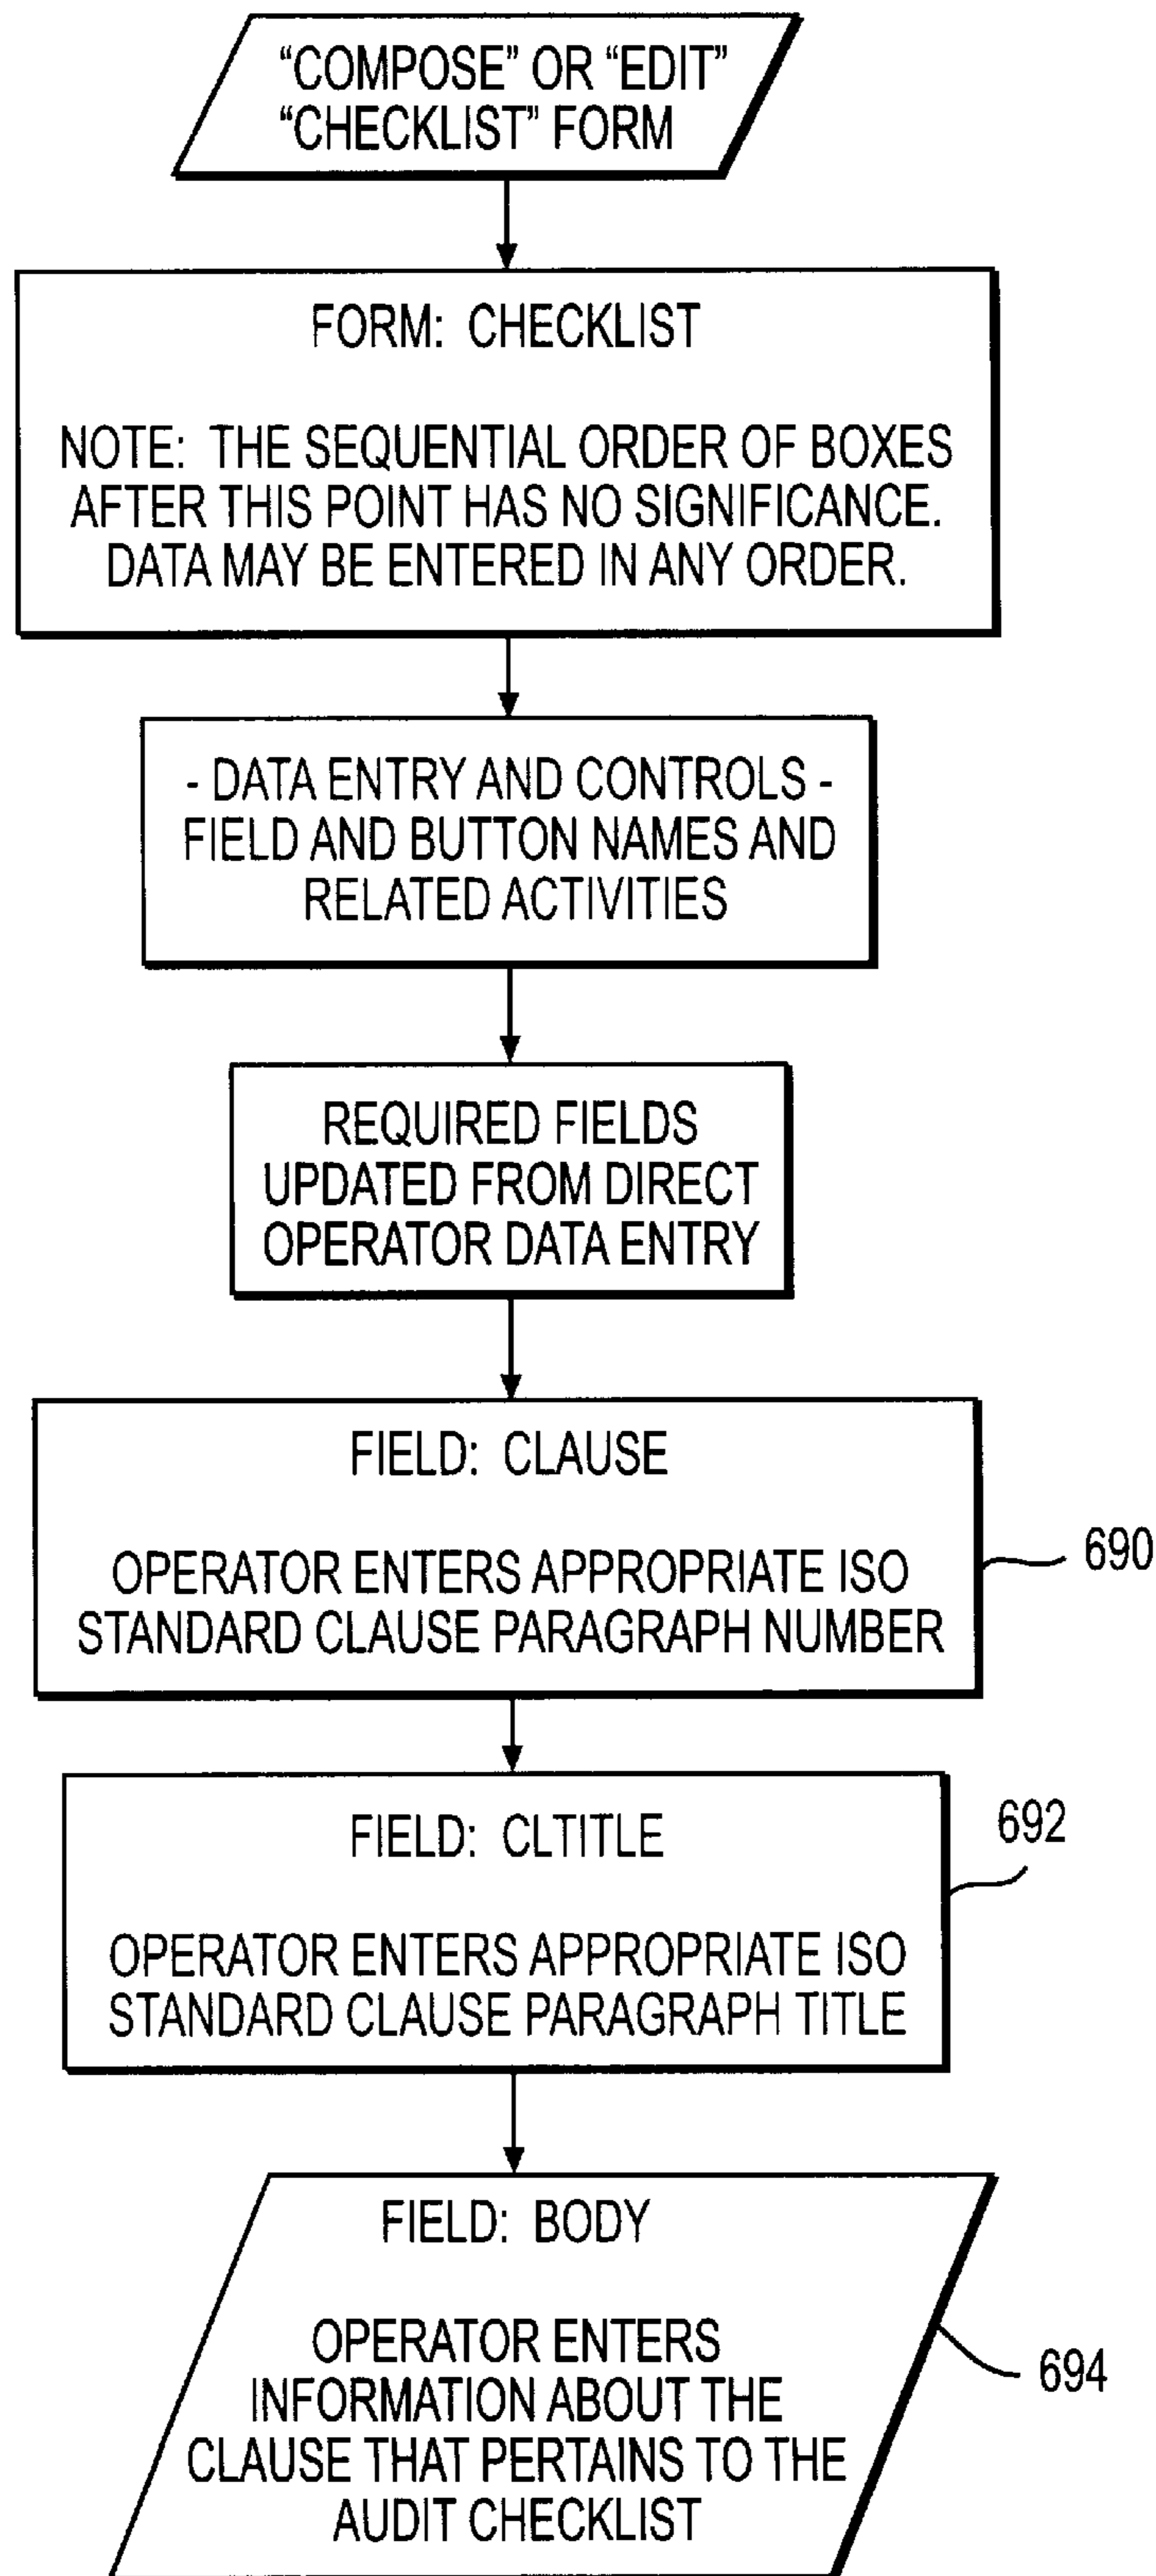 “COMPOSE” OR “EDIT”
“CHECKLIST” FORM
FORM: CHECKLIST
NOTE: THE SEQUENTIAL ORDER OF BOXES
AFTER THIS POINT HAS NO SIGNIFICANCE.
DATA MAY BE ENTERED IN ANY ORDER.
- DATA ENTRY AND CONTROLS -
FIELD AND BUTTON NAMES AND
RELATED ACTIVITIES
REQUIRED FIELDS
UPDATED FROM DIRECT
OPERATOR DATA ENTRY
FIELD: CLAUSE
OPERATOR ENTERS APPROPRIATE ISO
STANDARD CLAUSE PARAGRAPH NUMBER
690
FIELD: CLTITLE
OPERATOR ENTERS APPROPRIATE ISO
STANDARD CLAUSE PARAGRAPH TITLE
692
FIELD: BODY
OPERATOR ENTERS
INFORMATION ABOUT THE
CLAUSE THAT PERTAINS TO THE
AUDIT CHECKLIST
694